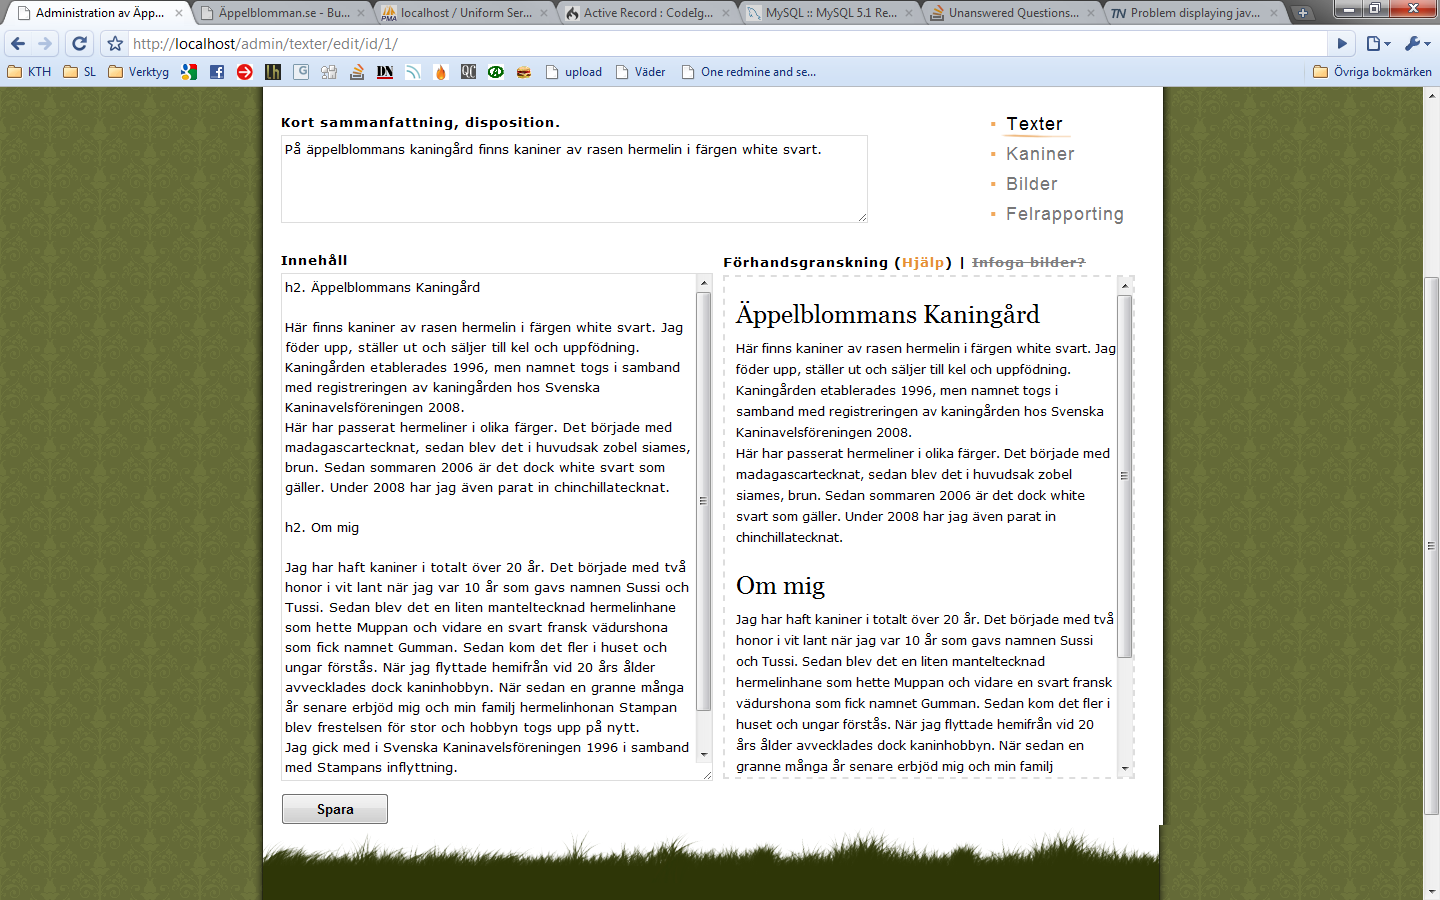 Administration av Äpp...
Äppelblomman.se - Bu...
localhost / Uniform Ser...
Active Record : CodeIg...
MySQL :: MySQL 5.1 Re...
Unanswered Questions...
TN Problem displaying jav...
http://localhost/admin/texter/edit/id/1/
KTH
SL
Verktyg
lh
G
DN
QC
upload
Väder
One redmine and se...
Övriga bokmärken
Kort sammanfattning, disposition.
På äppelblommans kaningård finns kaniner av rasen hermelin i färgen white svart.
Texter
Kaniner
Bilder
Felrapporting
Innehåll
h2. Äppelblommans Kaningård
Här finns kaniner av rasen hermelin i färgen white svart. Jag
föder upp, ställer ut och säljer till kel och uppfödning.
Kaningården etablerades 1996, men namnet togs i samband
med registreringen av kaningården hos Svenska
Kaninavelsföreningen 2008.
Här har passerat hermeliner i olika färger. Det började med
madagascartecknat, sedan blev det i huvudsak zobel siames,
brun. Sedan sommaren 2006 är det dock white svart som
gäller. Under 2008 har jag även parat in chinchillatecknat.
h2. Om mig
Jag har haft kaniner i totalt över 20 år. Det började med två
honor i vit lant när jag var 10 år som gavs namnen Sussi och
Tussi. Sedan blev det en liten manteltecknad hermelinhane
som hette Muppan och vidare en svart fransk vädurshona
som fick namnet Gumman. Sedan kom det fler i huset och
ungar förstås. När jag flyttade hemifrån vid 20 års ålder
avvecklades dock kaninhobbyn. När sedan en granne många
år senare erbjöd mig och min familj hermelinhonan Stampan
blev frestelsen för stor och hobbyn togs upp på nytt.
Jag gick med i Svenska Kaninavelsföreningen 1996 i samband
med Stampans inflyttning.
Förhandsgranskning (Hjälp) | Infoga bilder?
Äppelblommans Kaningård
Här finns kaniner av rasen hermelin i färgen white svart. Jag
föder upp, ställer ut och säljer till kel och uppfödning.
Kaningården etablerades 1996, men namnet togs i
samband med registreringen av kaningården hos Svenska
Kaninavelsföreningen 2008.
Här har passerat hermeliner i olika färger. Det började med
madagascartecknat, sedan blev det i huvudsak zobel
siames, brun. Sedan sommaren 2006 är det dock white
svart som gäller. Under 2008 har jag även parat in
chinchillatecknat.
Om mig
Jag har haft kaniner i totalt över 20 år. Det började med två
honor i vit lant när jag var 10 år som gavs namnen Sussi
och Tussi. Sedan blev det en liten manteltecknad
hermelinhane som hette Muppan och vidare en svart fransk
vädurshona som fick namnet Gumman. Sedan kom det fler i
huset och ungar förstås. När jag flyttade hemifrån vid 20
års ålder avvecklades dock kaninhobbyn. När sedan en
granne många år senare erbjöd mig och min familj
Spara